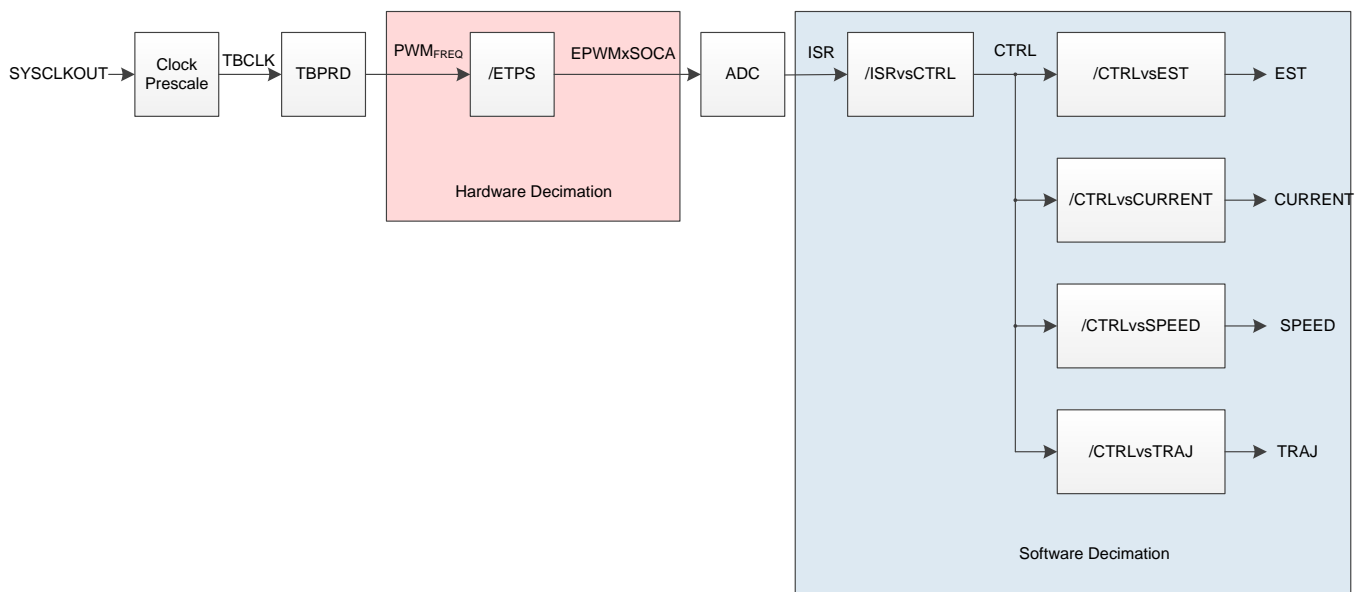 SYSCLKOUT
Clock
Prescale
TBCLK
TBPRD
PWMFREQ
/ETPS
EPWMxSOCA
Hardware Decimation
ADC
ISR
/ISRvsCTRL
CTRL
/CTRLvsEST
EST
/CTRLvsCURRENT
CURRENT
/CTRLvsSPEED
SPEED
/CTRLvsTRAJ
TRAJ
Software Decimation